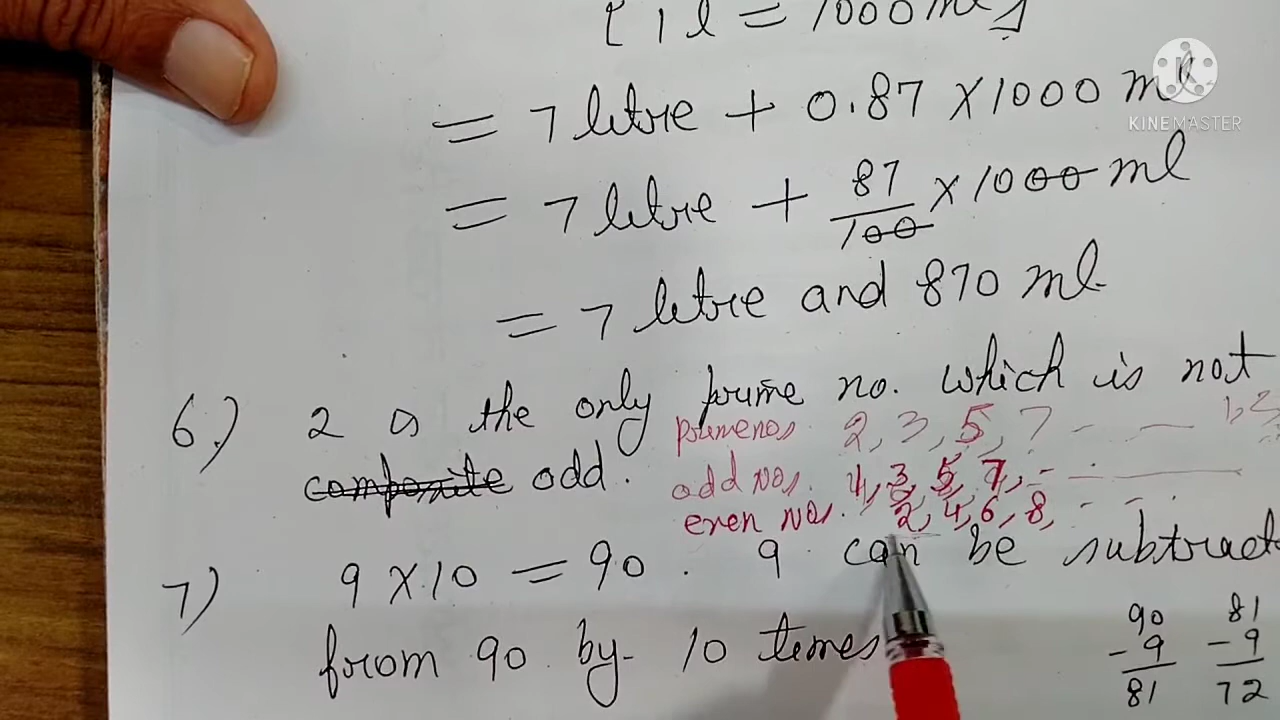 [1 l = 1000 ml]
= 7 litre + 0.87 × 1000 ml
KINEMASTER
= 7 litre + 87/100 × 1000 ml
= 7 litre and 870 ml.
6.) 2 is the only prime no. which is not
prime nos. 2, 3, 5, 7 - - -
composite odd.
odd nos. 1, 3, 5, 7, - - -
even nos. 2, 4, 6, 8, - - -
7) 9 × 10 = 90. 9 can be subtract
from 90 by 10 times
90 81
- 9 - 9
81 72